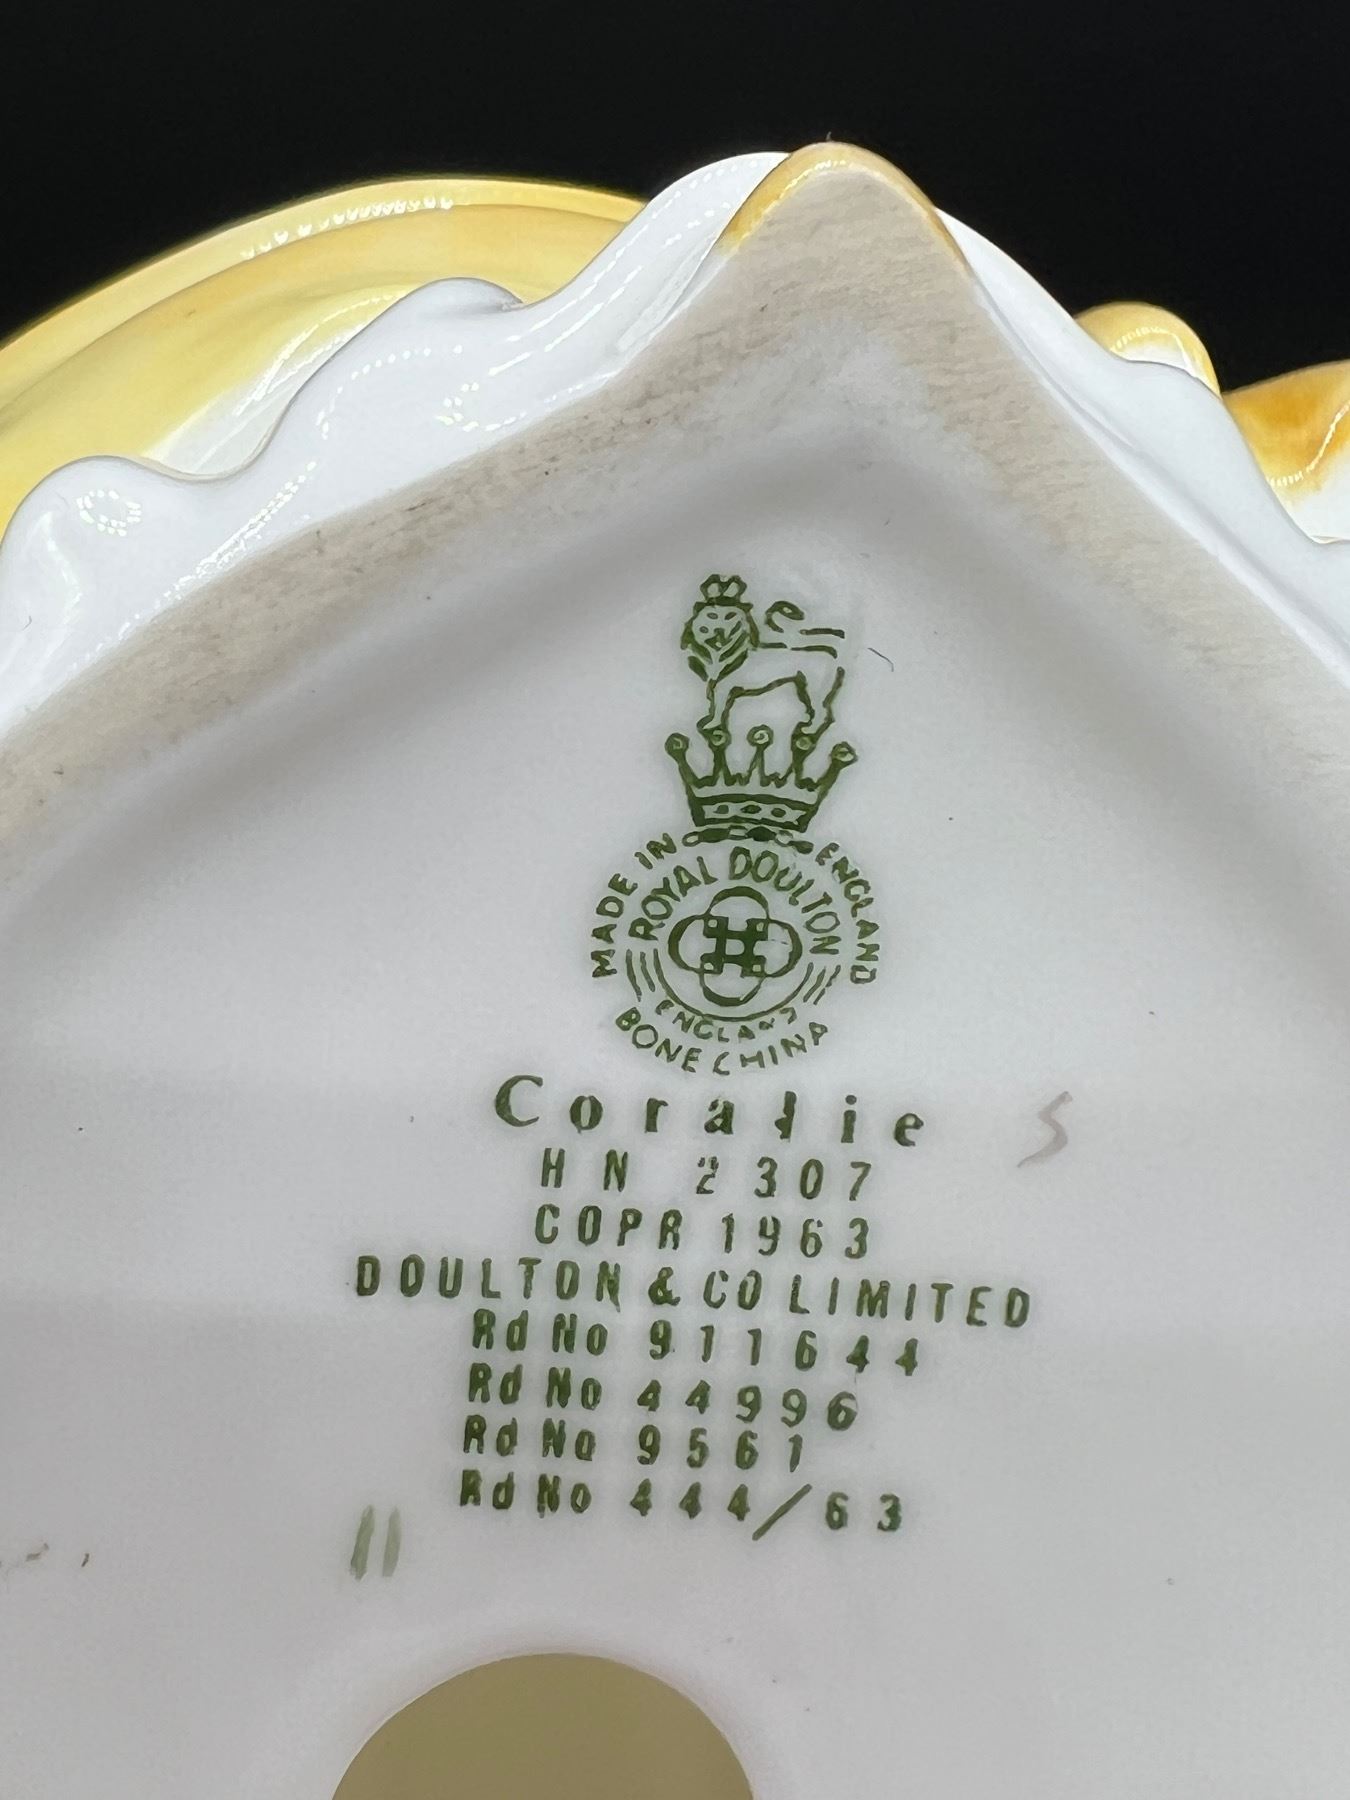 MADE IN ENGLAND
ROYAL DOULTON
ENGLAND
BONE CHINA
Coralie
S
HN 2307
COPR 1963
DOULTON & CO LIMITED
Rd No 911644
Rd No 44996
Rd No 9561
Rd No 444/63
11